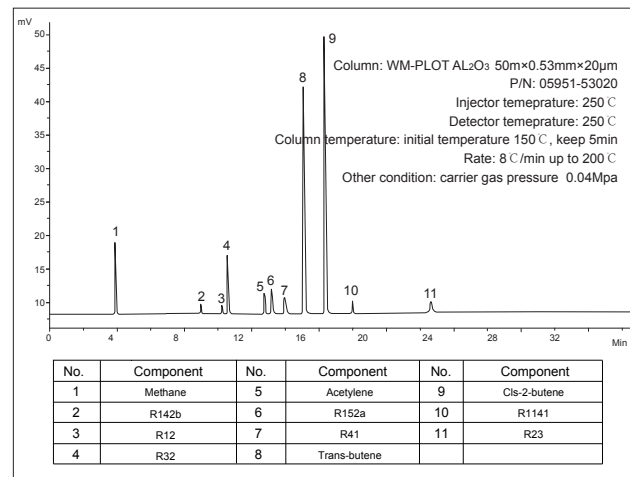 mV
50
45
40
35
30
25
20
15
10
0
4
8
12
16
20
24
28
32
36
Min
1
2
3
4
5
6
7
8
9
10
11
Column: WM-PLOT AL2O3 50m×0.53mm×20μm
P/N: 05951-53020
Injector temeprature: 250℃
Detector temeprature: 250℃
Column temperature: initial temperature 150℃, keep 5min
Rate: 8℃/min up to 200℃
Other condition: carrier gas pressure 0.04Mpa
No. Component No. Component No. Component
1 Methane 5 Acetylene 9 Cls-2-butene
2 R142b 6 R152a 10 R1141
3 R12 7 R41 11 R23
4 R32 8 Trans-butene